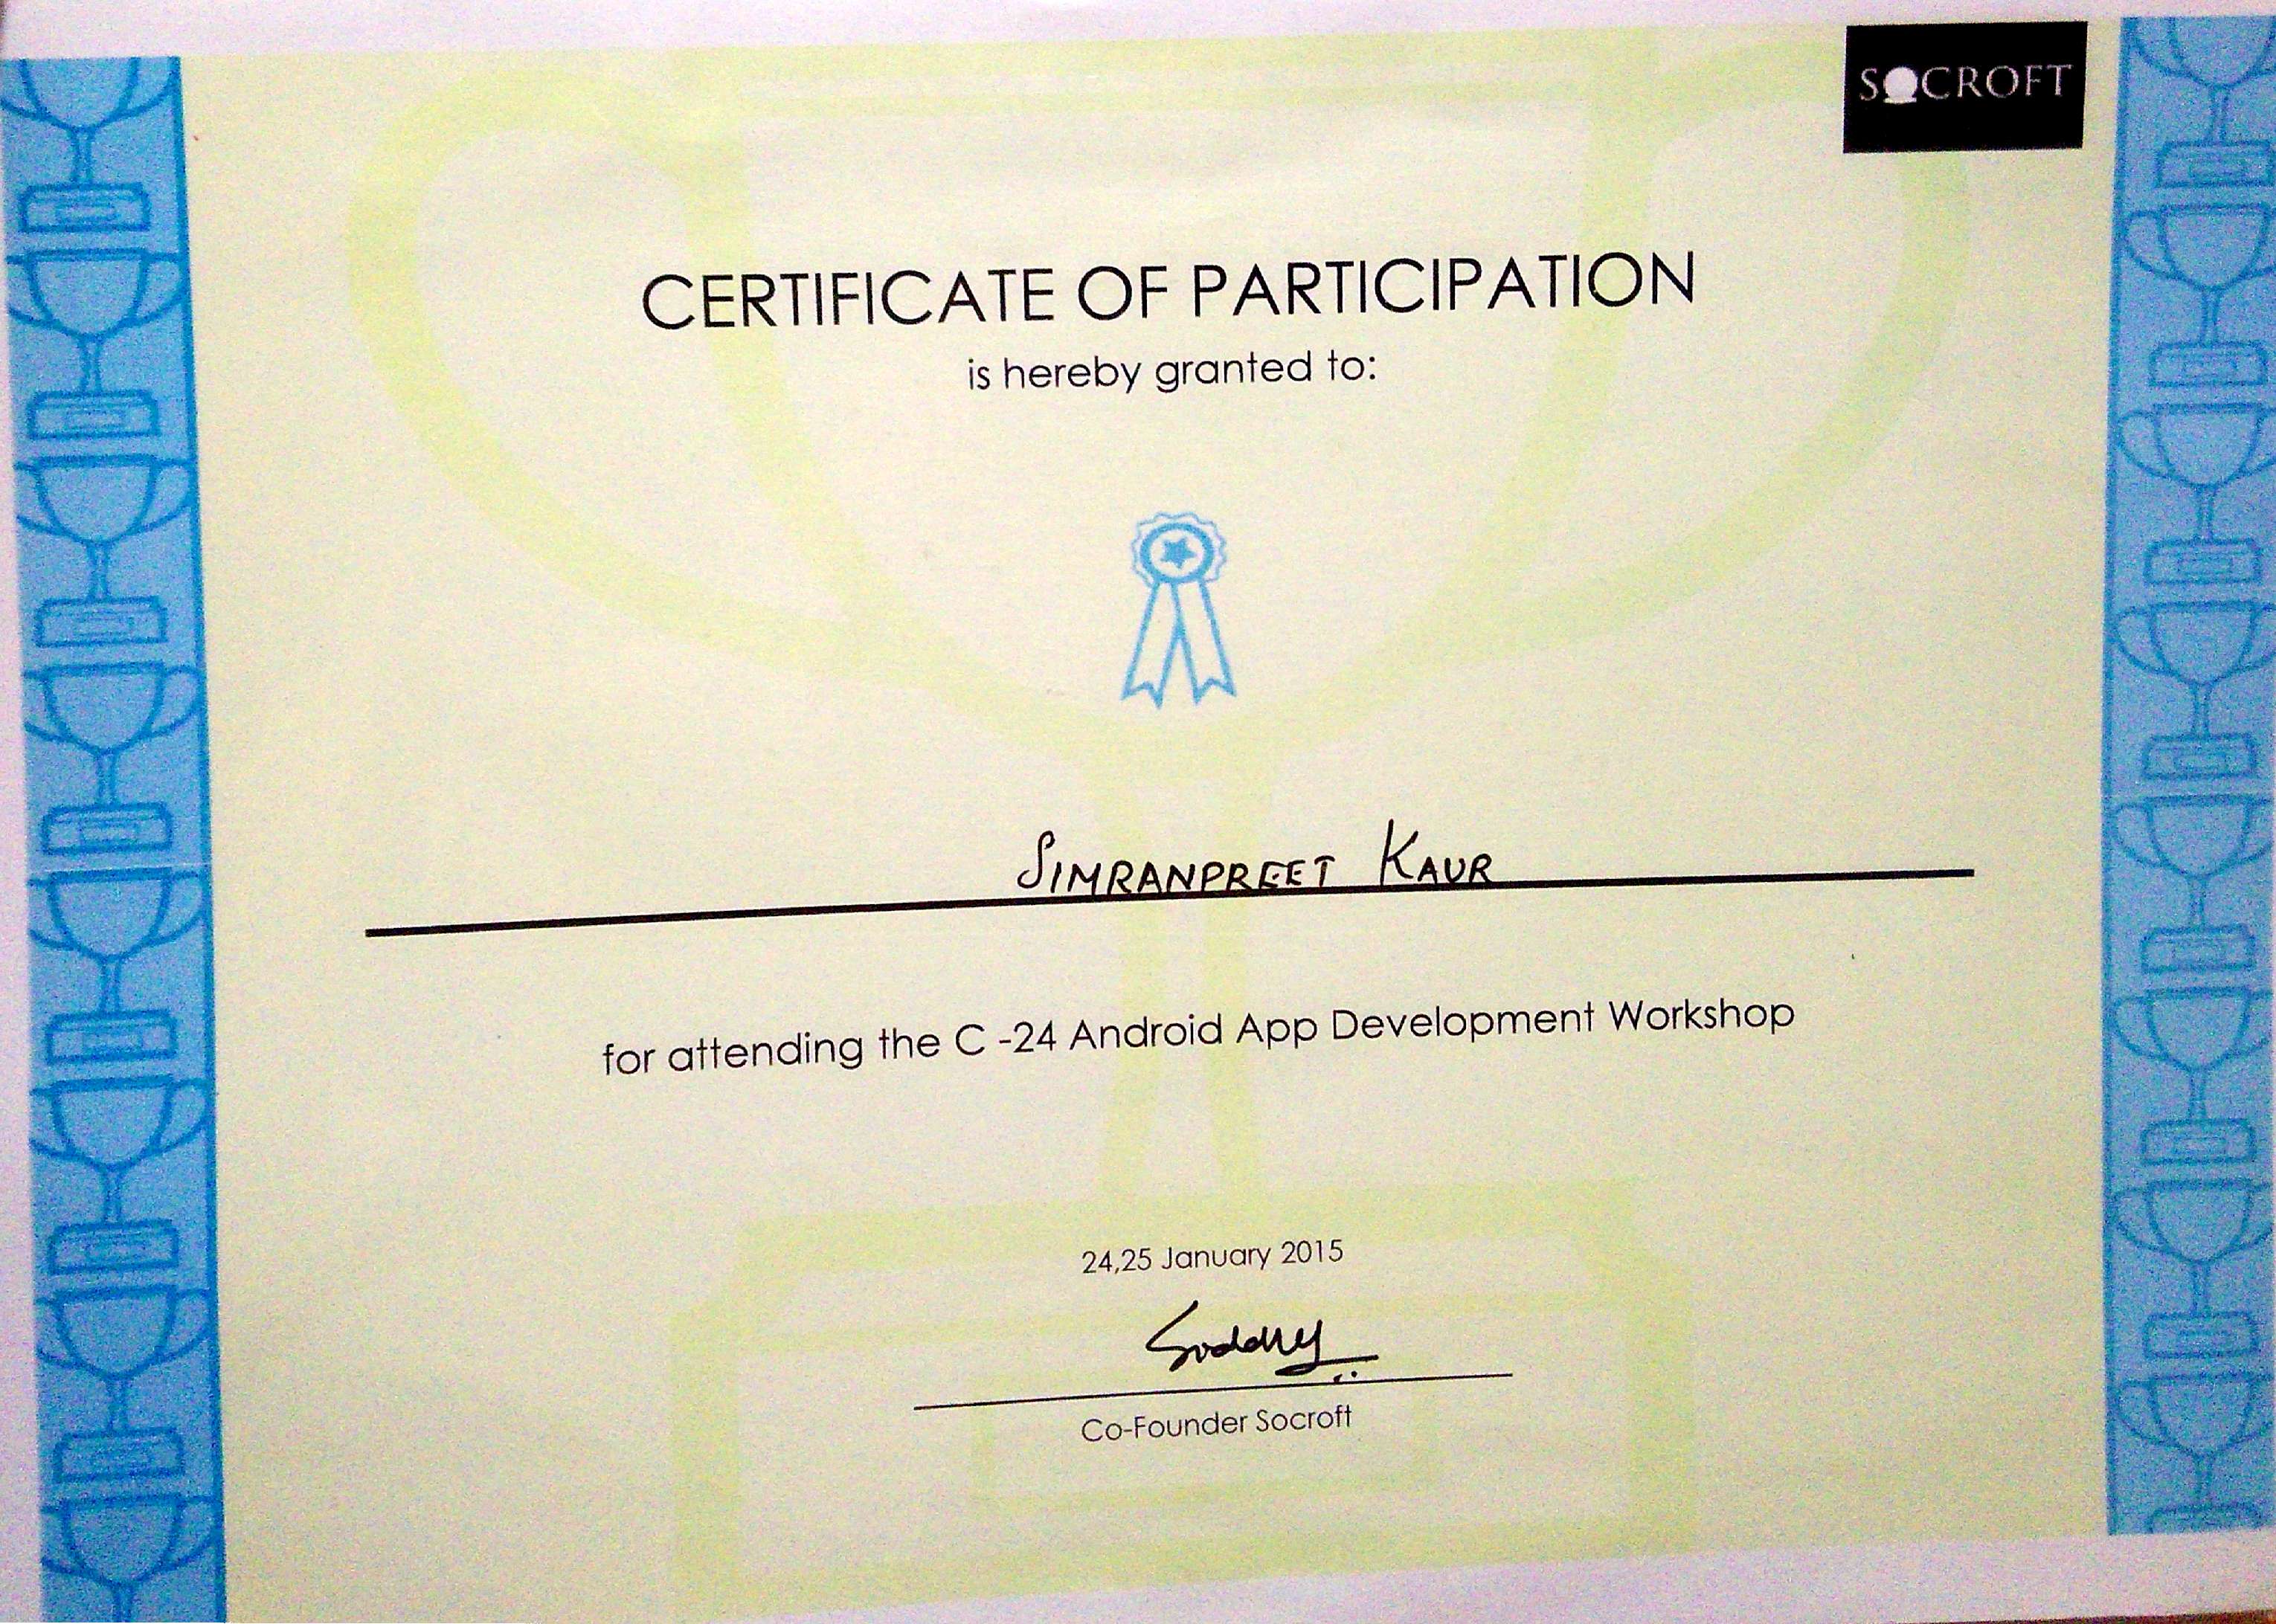 SOCROFT
CERTIFICATE OF PARTICIPATION
is hereby granted to:
SIMRANPREET KAUR
for attending the C -24 Android App Development Workshop
24,25 January 2015
Co-Founder Socroft